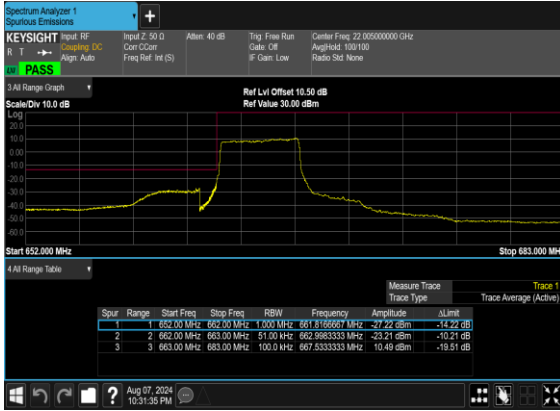 Spectrum Analyzer 1
Spurious Emissions
+
KEYSIGHT Input: RF Input Z: 50 Ω Atten: 40 dB Trig: Free Run Center Freq: 22.005000000 GHz
R T Coupling: DC Corr CCorr Gate: Off Avg|Hold: 100/100
Align: Auto Freq Ref: Int (S) IF Gain: Low Radio Std: None
PASS
3 All Range Graph
Ref Lvl Offset 10.50 dB
Scale/Div 10.0 dB Ref Value 30.00 dBm
Log
20.0
10.0
0.00
-10.0
-20.0
-30.0
-40.0
-50.0
-60.0
Start 652.000 MHz Stop 683.000 MH
4 All Range Table
Measure Trace Trace 1
Trace Type Trace Average (Active)
Spur Range Start Freq Stop Freq RBW Frequency Amplitude ΔLimit
1 1 652.00 MHz 662.00 MHz 1.000 MHz 661.8166667 MHz -27.22 dBm -14.22 dB
2 2 662.00 MHz 663.00 MHz 51.00 kHz 662.9983333 MHz -23.21 dBm -10.21 dB
3 3 663.00 MHz 683.00 MHz 100.0 kHz 667.5333333 MHz 10.49 dBm -19.51 dB
? Aug 07, 2024
10:31:35 PM